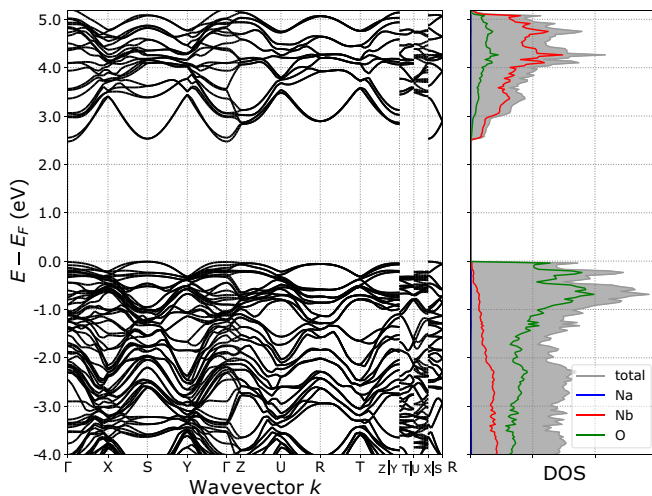 5.0
4.0
3.0
2.0
1.0
0.0
-1.0
-2.0
-3.0
-4.0
E − E_F (eV)
Γ X S Y Γ Z U R T Z|Y T|U X|S R
Wavevector k
total
Na
Nb
O
DOS